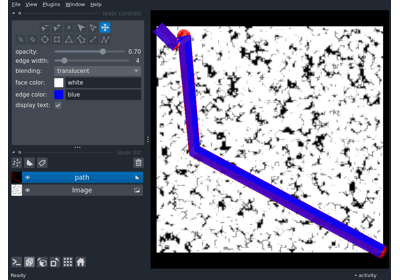 File View Plugins Window Help
layer controls
opacity: 0.70
edge width: 4
blending: translucent
face color: white
edge color: blue
display text:
layer list
path
Image
Ready
activity